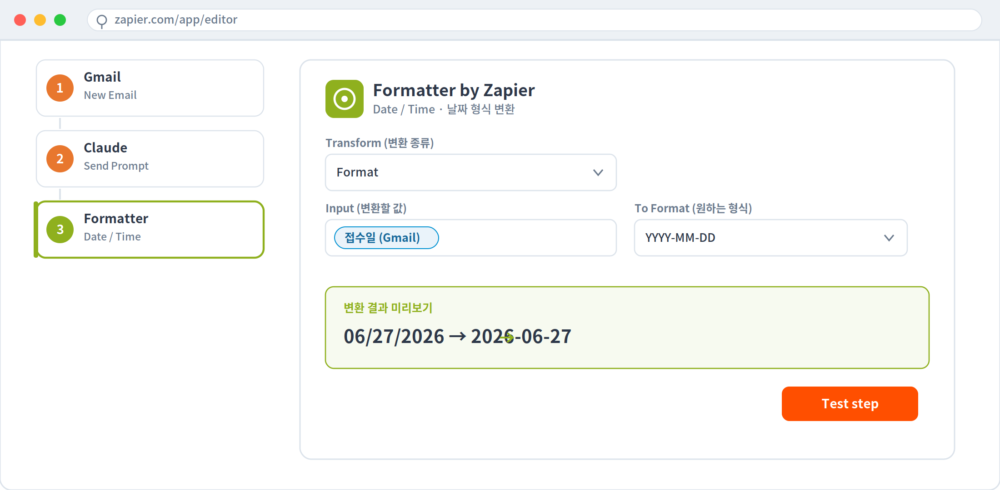 zapier.com/app/editor
1
Gmail
New Email
2
Claude
Send Prompt
3
Formatter
Date / Time
Formatter by Zapier
Date / Time · 날짜 형식 변환
Transform (변환 종류)
Format
Input (변환할 값)
접수일 (Gmail)
To Format (원하는 형식)
YYYY-MM-DD
변환 결과 미리보기
06/27/2026 → 2026-06-27
Test step